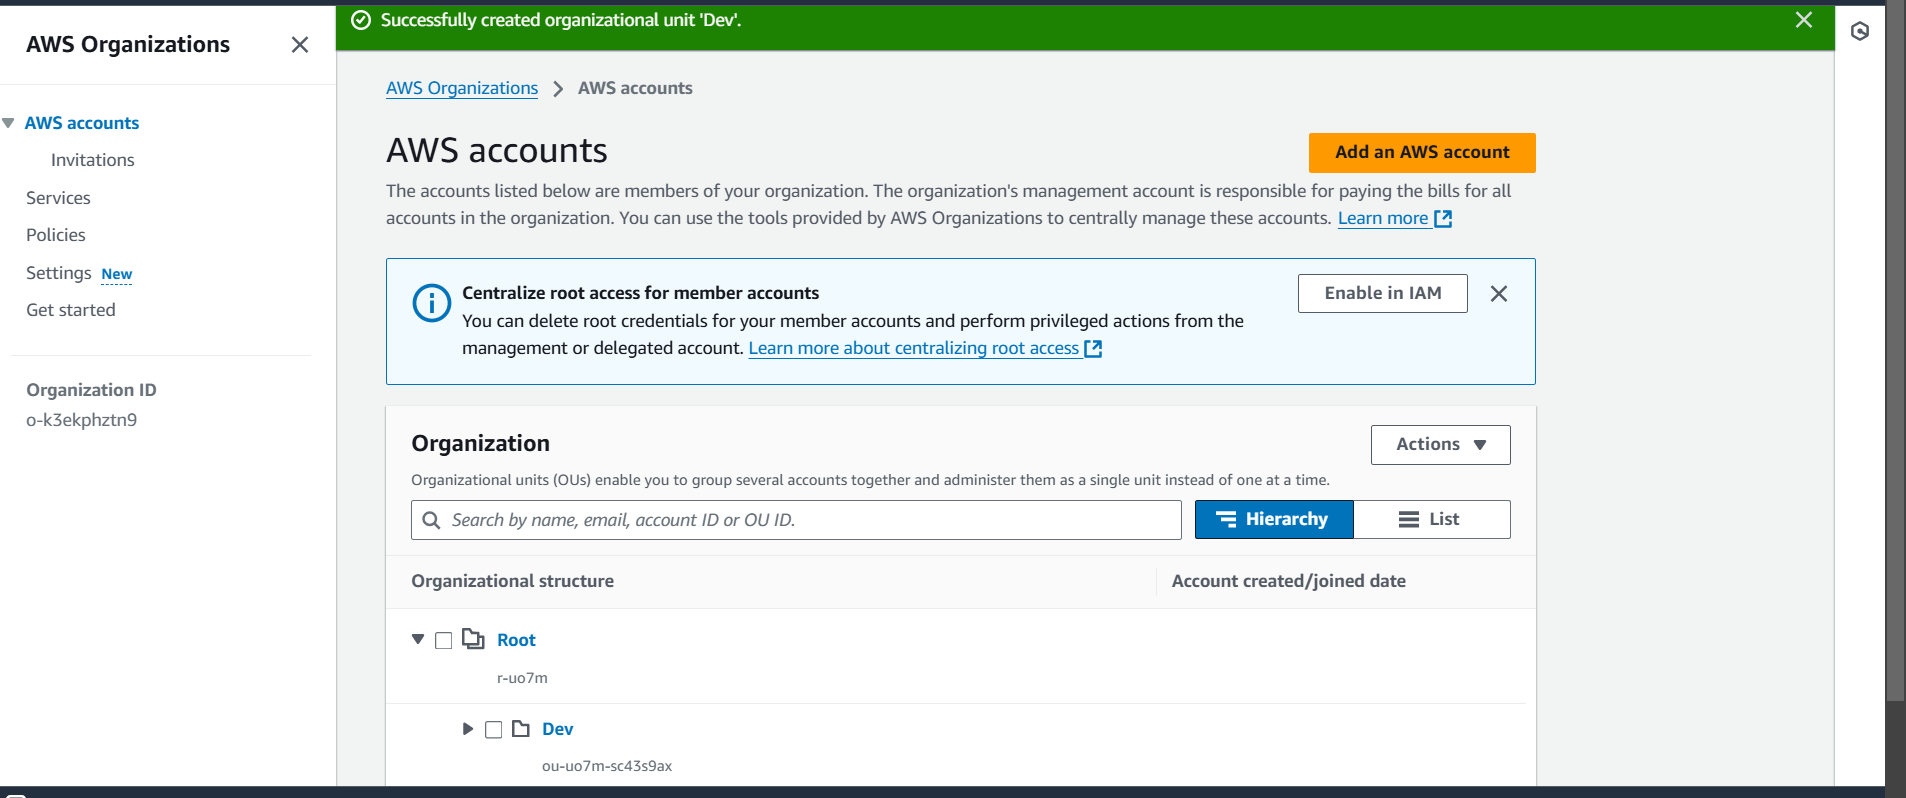 Successfully created organizational unit 'Dev'.
AWS Organizations
AWS accounts
Invitations
Services
Policies
Settings New
Get started
Organization ID
o-k3ekphztn9
AWS Organizations > AWS accounts
AWS accounts
Add an AWS account
The accounts listed below are members of your organization. The organization's management account is responsible for paying the bills for all
accounts in the organization. You can use the tools provided by AWS Organizations to centrally manage these accounts. Learn more
Centralize root access for member accounts
Enable in IAM
You can delete root credentials for your member accounts and perform privileged actions from the
management or delegated account. Learn more about centralizing root access
Organization
Actions
Organizational units (OUs) enable you to group several accounts together and administer them as a single unit instead of one at a time.
Search by name, email, account ID or OU ID.
Hierarchy
List
Organizational structure
Account created/joined date
Root
r-uo7m
Dev
ou-uo7m-sc43s9ax